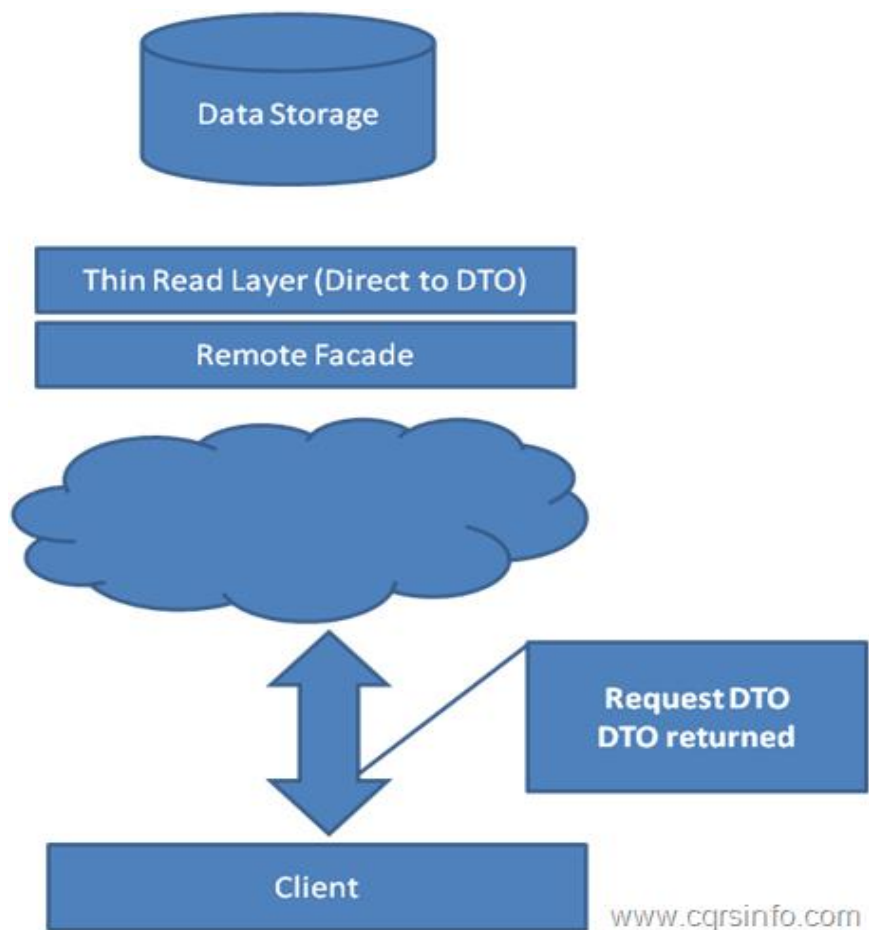 Data Storage
Thin Read Layer (Direct to DTO)
Remote Facade
Request DTO
DTO returned
Client
www.cqrsinfo.com